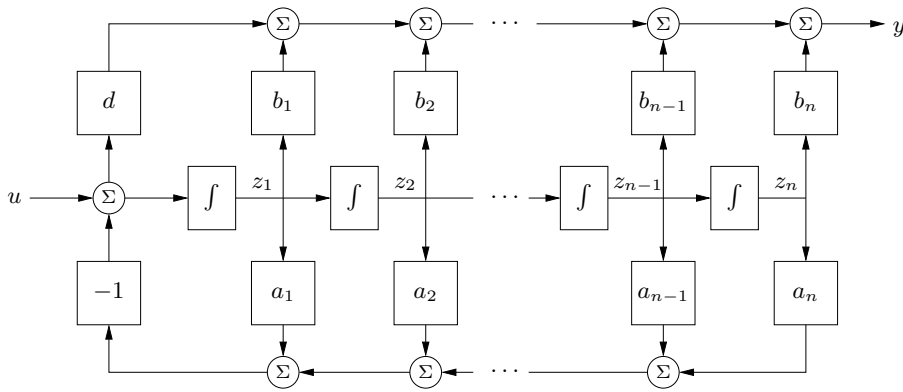 Σ Σ ⋯ Σ Σ y
d b₁ b₂ bₙ₋₁ bₙ
u Σ ∫ z₁ ∫ z₂ ⋯ ∫ zₙ₋₁ ∫ zₙ
−1 a₁ a₂ aₙ₋₁ aₙ
Σ Σ ⋯ Σ